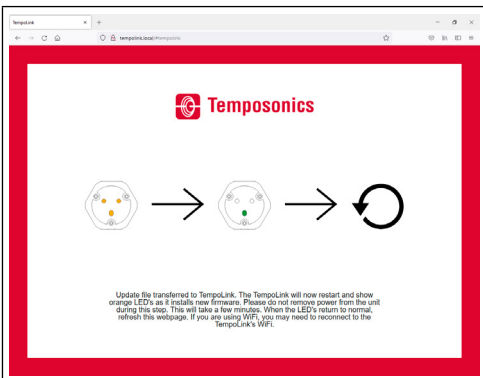 TempoLink
tempolink.local/#tempolink
Temposonics
Update file transferred to TempoLink. The TempoLink will now restart and show
orange LED's as it installs new firmware. Please do not remove power from the unit
during this step. This will take a few minutes. When the LED's return to normal,
refresh this webpage. If you are using WiFi, you may need to reconnect to the
TempoLink's WiFi.